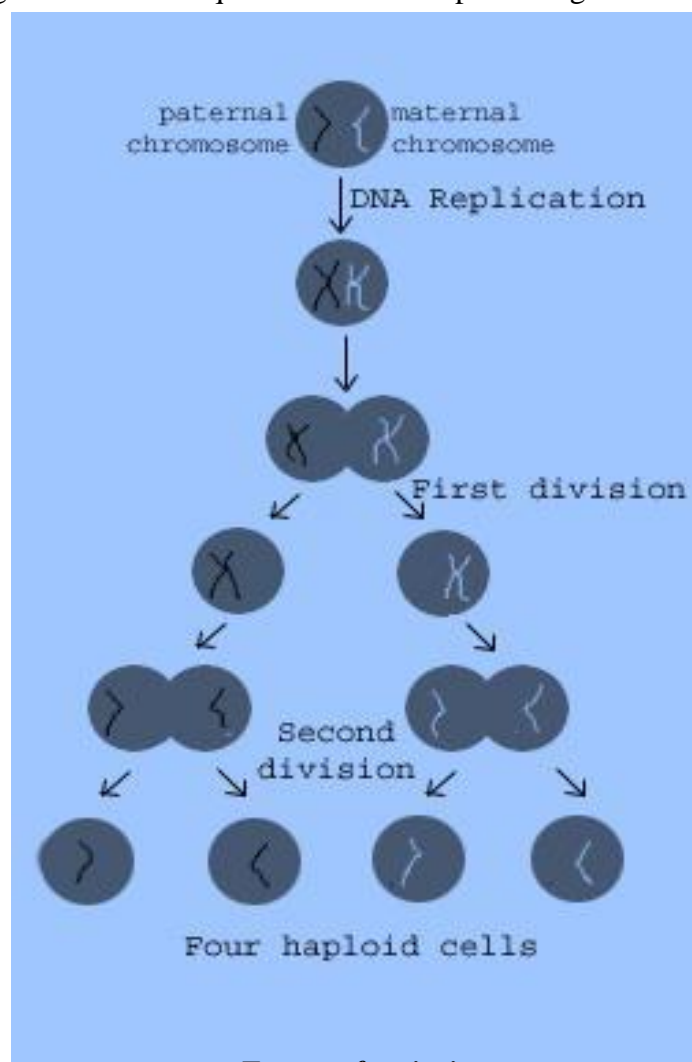 paternal maternal
chromosome chromosome
DNA Replication
First division
Second
division
Four haploid cells